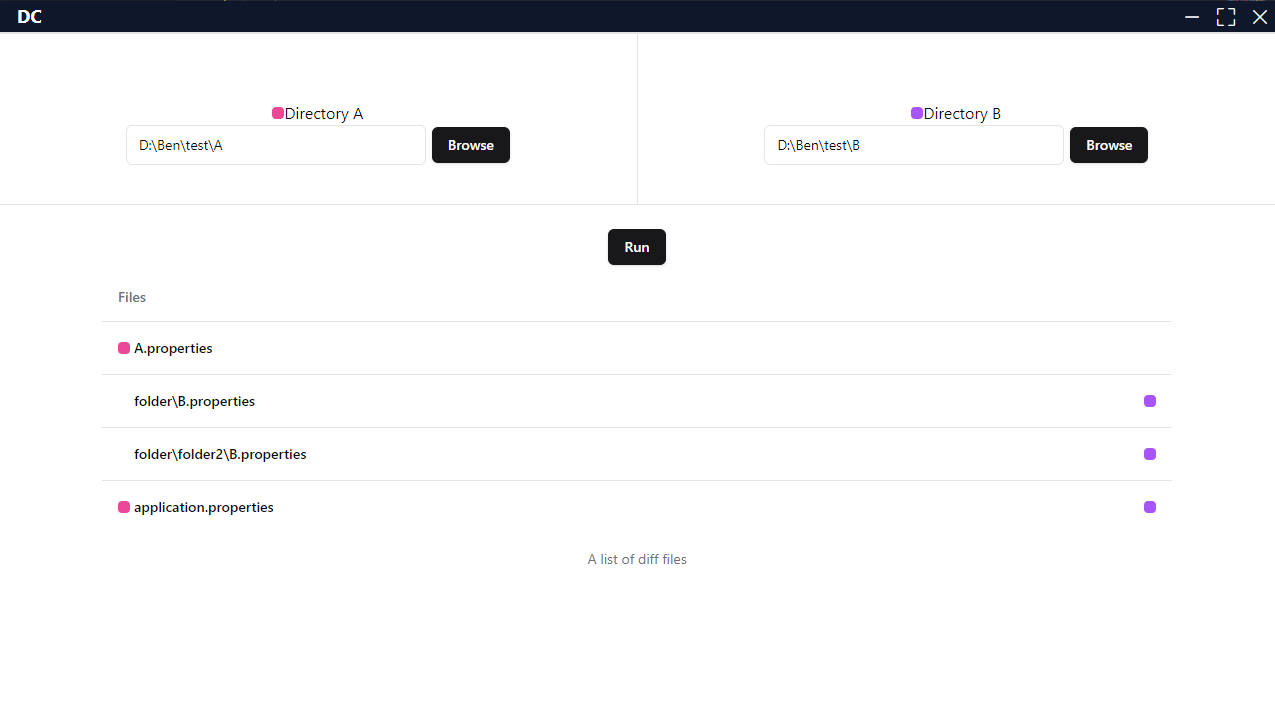 DC
Directory A
D:\Ben\test\A
Browse
Directory B
D:\Ben\test\B
Browse
Run
Files
A.properties
folder\B.properties
folder\folder2\B.properties
application.properties
A list of diff files